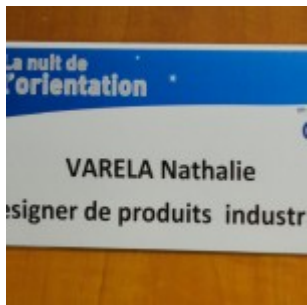 La nuit de
l'orientation
VARELA Nathalie
esigner de produits industr